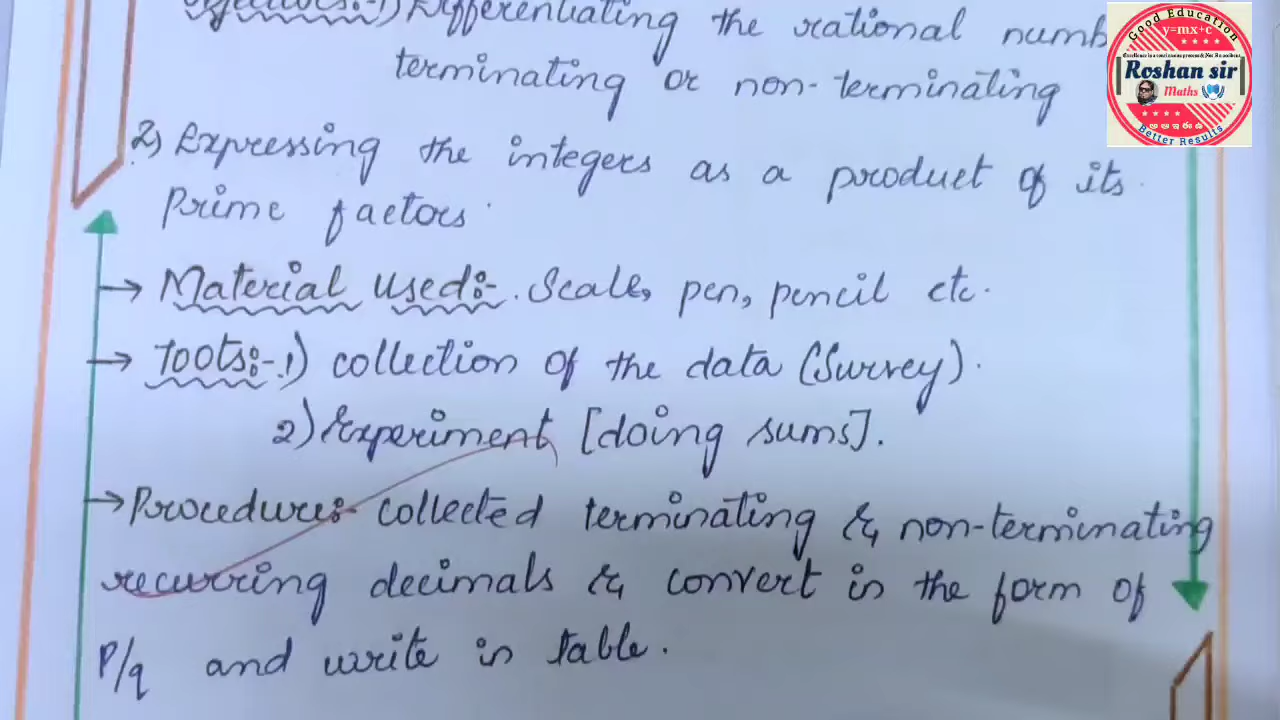 Objectives:-1) Differentiating the rational numb
terminating or non-terminating
2) Expressing the integers as a product of its
Prime factors.
→ Material used:- Scale, pen, pencil etc.
→ Tools:-1) collection of the data (Survey).
2) Experiment [doing sums].
→ Procedure:- collected terminating & non-terminating
recurring decimals & convert in the form of
P/q and write in table.
Good Education
y=mx+c
Roshan sir
Maths
Better Results